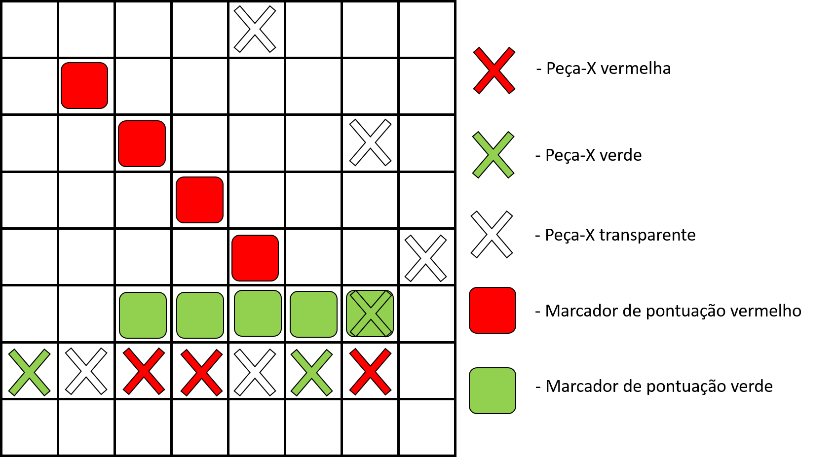 - Peça-X vermelha
- Peça-X verde
- Peça-X transparente
- Marcador de pontuação vermelho
- Marcador de pontuação verde